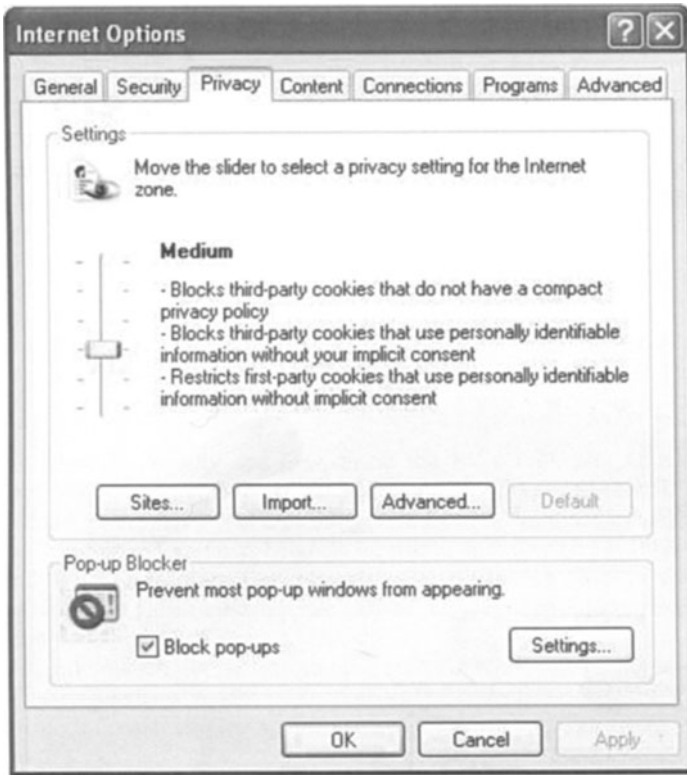 Internet Options
General Security Privacy Content Connections Programs Advanced
Settings
Move the slider to select a privacy setting for the Internet
zone.
Medium
- Blocks third-party cookies that do not have a compact
privacy policy
- Blocks third-party cookies that use personally identifiable
information without your implicit consent
- Restricts first-party cookies that use personally identifiable
information without implicit consent
Sites... Import... Advanced... Default
Pop-up Blocker
Prevent most pop-up windows from appearing.
Block pop-ups
Settings...
OK Cancel Apply